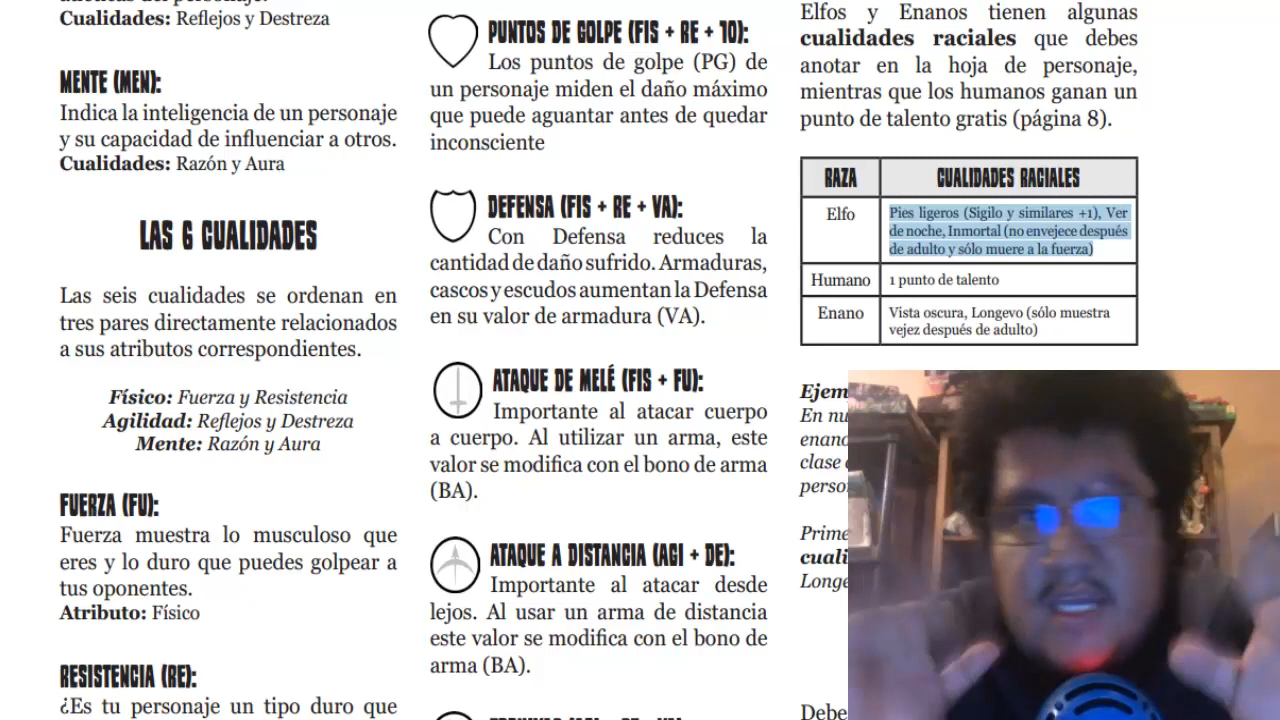 Cualidades: Reflejos y Destreza
MENTE (MEN):
Indica la inteligencia de un personaje
y su capacidad de influenciar a otros.
Cualidades: Razón y Aura
LAS 6 CUALIDADES
Las seis cualidades se ordenan en
tres pares directamente relacionados
a sus atributos correspondientes.
Físico: Fuerza y Resistencia
Agilidad: Reflejos y Destreza
Mente: Razón y Aura
FUERZA (FU):
Fuerza muestra lo musculoso que
eres y lo duro que puedes golpear a
tus oponentes.
Atributo: Físico
RESISTENCIA (RE):
¿Es tu personaje un tipo duro que
PUNTOS DE GOLPE (FIS + RE + 10):
Los puntos de golpe (PG) de
un personaje miden el daño máximo
que puede aguantar antes de quedar
inconsciente
DEFENSA (FIS + RE + VA):
Con Defensa reduces la
cantidad de daño sufrido. Armaduras,
cascos y escudos aumentan la Defensa
en su valor de armadura (VA).
ATAQUE DE MELÉ (FIS + FU):
Importante al atacar cuerpo
a cuerpo. Al utilizar un arma, este
valor se modifica con el bono de arma
(BA).
ATAQUE A DISTANCIA (AGI + DE):
Importante al atacar desde
lejos. Al usar un arma de distancia
este valor se modifica con el bono de
arma (BA).
Elfos y Enanos tienen algunas
cualidades raciales que debes
anotar en la hoja de personaje,
mientras que los humanos ganan un
punto de talento gratis (página 8).
RAZA CUALIDADES RACIALES
Elfo Pies ligeros (Sigilo y similares +1), Ver
de noche, Inmortal (no envejece después
de adulto y sólo muere a la fuerza)
Humano 1 punto de talento
Enano Vista oscura, Longevo (sólo muestra
vejez después de adulto)
Ejem
En nu
enano
clase
perso
Prime
cuali
Longe
Debe